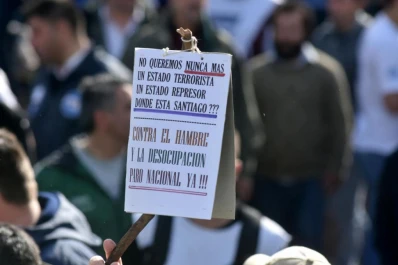 NO QUEREMOS NUNCA MAS
UN ESTADO TERRORISTA
UN ESTADO REPRESOR
DONDE ESTA SANTIAGO ???
CONTRA EL HAMBRE
Y LA DESOCUPACION
PARO NACIONAL YA !!!